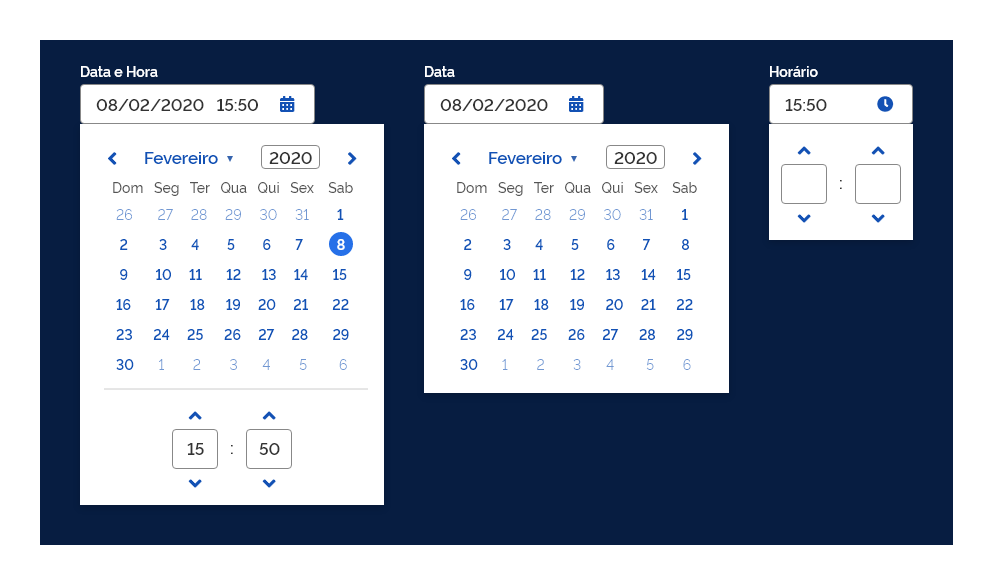 Data e Hora
08/02/2020 15:50
Fevereiro ▾ 2020
Dom Seg Ter Qua Qui Sex Sab
26 27 28 29 30 31 1
2 3 4 5 6 7 8
9 10 11 12 13 14 15
16 17 18 19 20 21 22
23 24 25 26 27 28 29
30 1 2 3 4 5 6
15 : 50
Data
08/02/2020
Fevereiro ▾ 2020
Dom Seg Ter Qua Qui Sex Sab
26 27 28 29 30 31 1
2 3 4 5 6 7 8
9 10 11 12 13 14 15
16 17 18 19 20 21 22
23 24 25 26 27 28 29
30 1 2 3 4 5 6
Horário
15:50
: